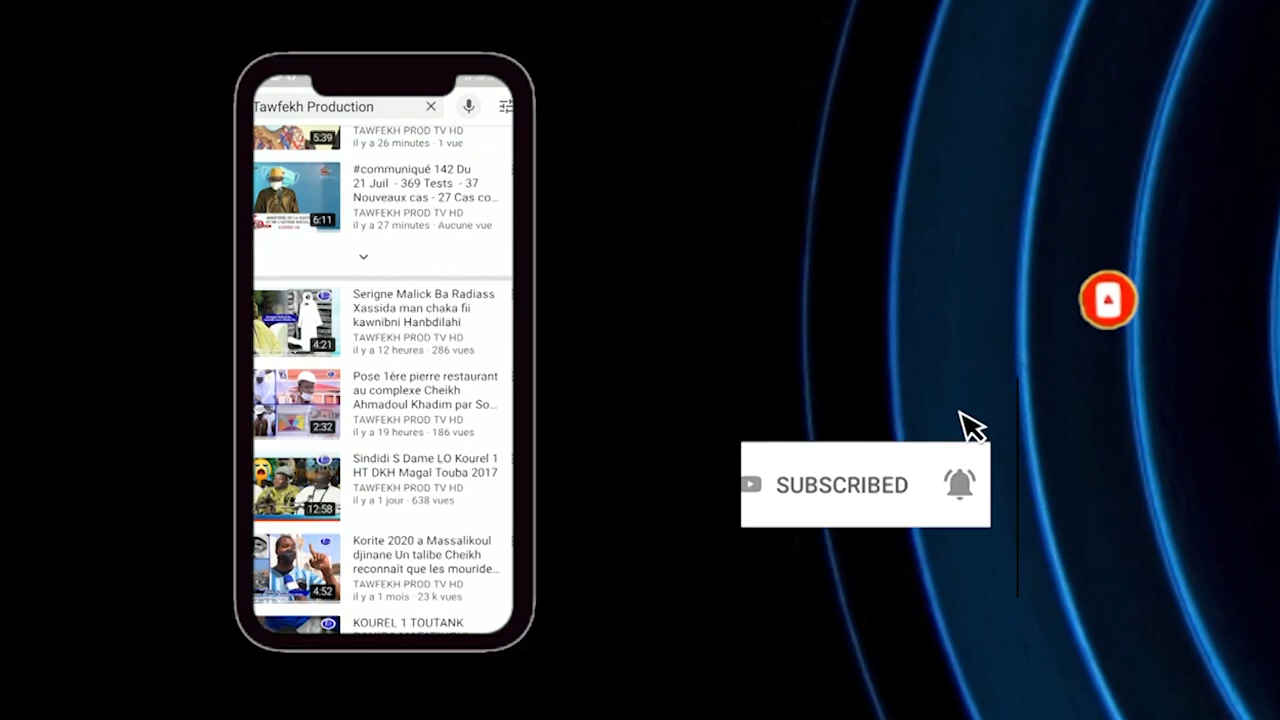 Tawfekh Production
TAWFEKH PROD TV HD
il y a 26 minutes · 1 vue
5:39
#communiqué 142 Du
21 Juil - 369 Tests - 37
Nouveaux cas - 27 Cas co...
TAWFEKH PROD TV HD
il y a 27 minutes · Aucune vue
6:11
Serigne Malick Ba Radiass
Xassida man chaka fii
kawnibni Hanbdilahi
TAWFEKH PROD TV HD
il y a 12 heures · 286 vues
4:21
Pose 1ère pierre restaurant
au complexe Cheikh
Ahmadoul Khadim par So...
TAWFEKH PROD TV HD
il y a 19 heures · 186 vues
2:32
Sindidi S Dame LO Kourel 1
HT DKH Magal Touba 2017
TAWFEKH PROD TV HD
il y a 1 jour · 638 vues
12:58
Korite 2020 a Massalikoul
djinane Un talibe Cheikh
reconnait que les mouride...
TAWFEKH PROD TV HD
il y a 1 mois · 23 k vues
4:52
KOUREL 1 TOUTANK
SUBSCRIBED